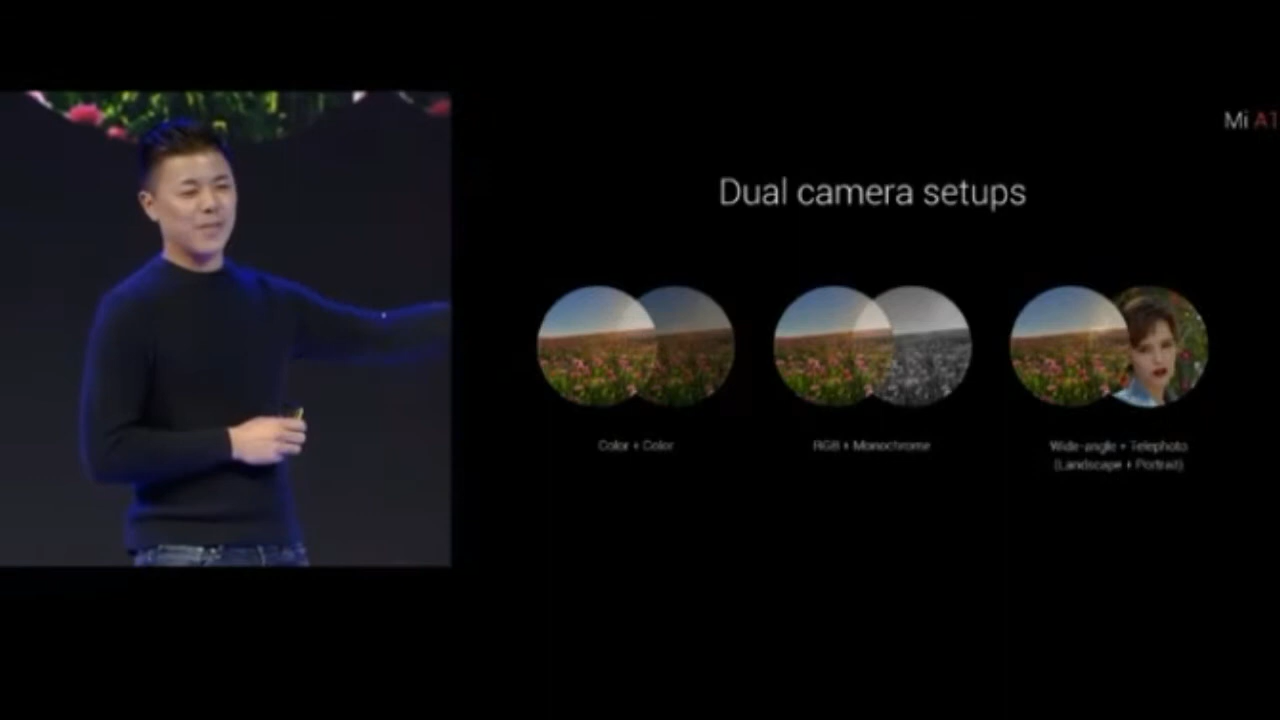 Mi A1
Dual camera setups
Color + Color
RGB + Monochrome
Wide-angle + Telephoto
(Landscape + Portrait)